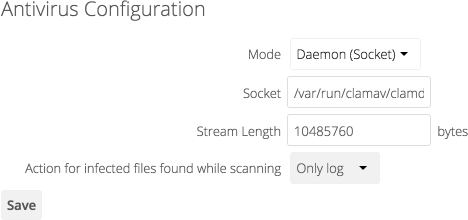 Antivirus Configuration
Mode Daemon (Socket)
Socket /var/run/clamav/clamd
Stream Length 10485760 bytes
Action for infected files found while scanning Only log
Save